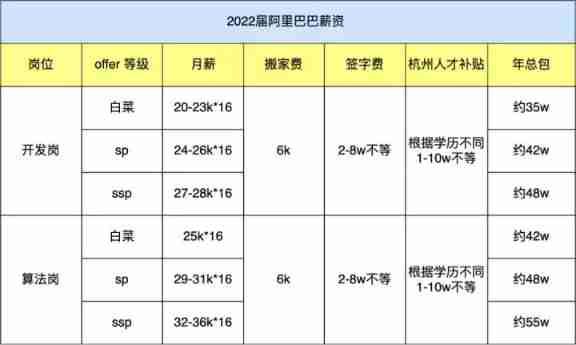 2022届阿里巴巴薪资
岗位 offer 等级 月薪 搬家费 签字费 杭州人才补贴 年总包
开发岗 白菜 20-23k*16 6k 2-8w不等 根据学历不同 1-10w不等 约35w
sp 24-26k*16 约42w
ssp 27-28k*16 约48w
算法岗 白菜 25k*16 6k 2-8w不等 根据学历不同 1-10w不等 约42w
sp 29-31k*16 约48w
ssp 32-36k*16 约55w